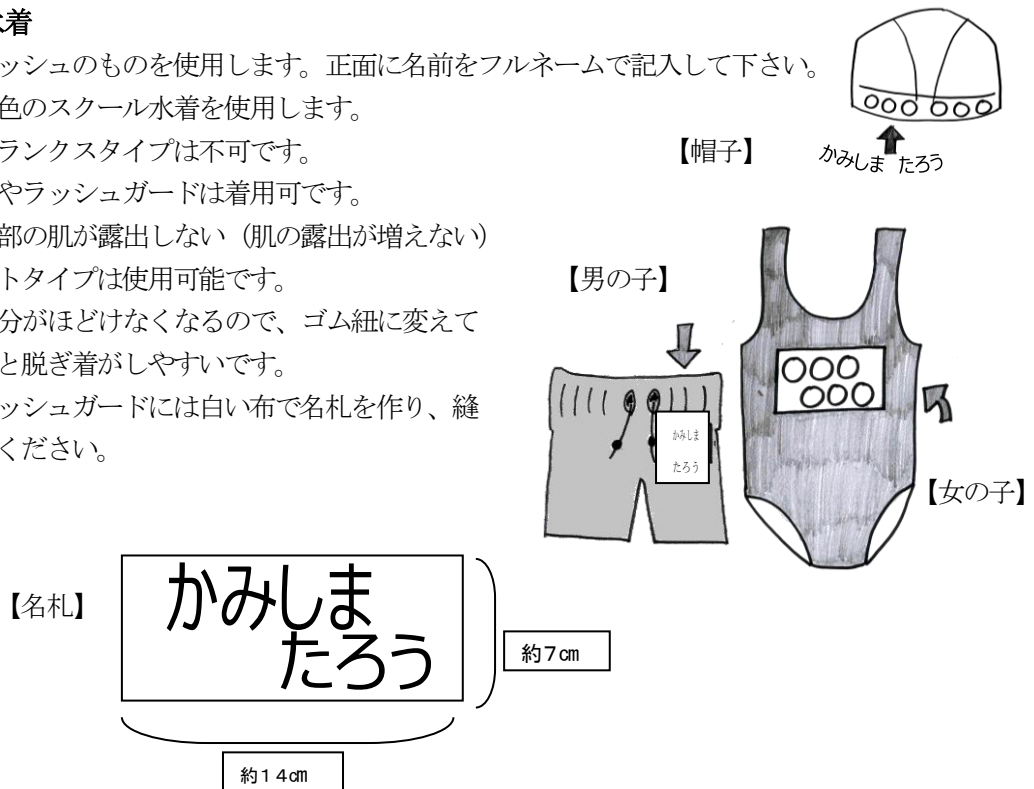 水着
ッシュのものを使用します。正面に名前をフルネームで記入して下さい。
色のスクール水着を使用します。
ランクスタイプは不可です。
やラッシュガードは着用可です。
部の肌が露出しない（肌の露出が増えない）
トタイプは使用可能です。
分がほどけなくなるので、ゴム紐に変えて
と脱ぎ着がしやすいです。
ッシュガードには白い布で名札を作り、縫
ください。
【帽子】
かみしま たろう
【男の子】
かみしま
たろう
【女の子】
【名札】
かみしま
たろう
約7㎝
約14㎝